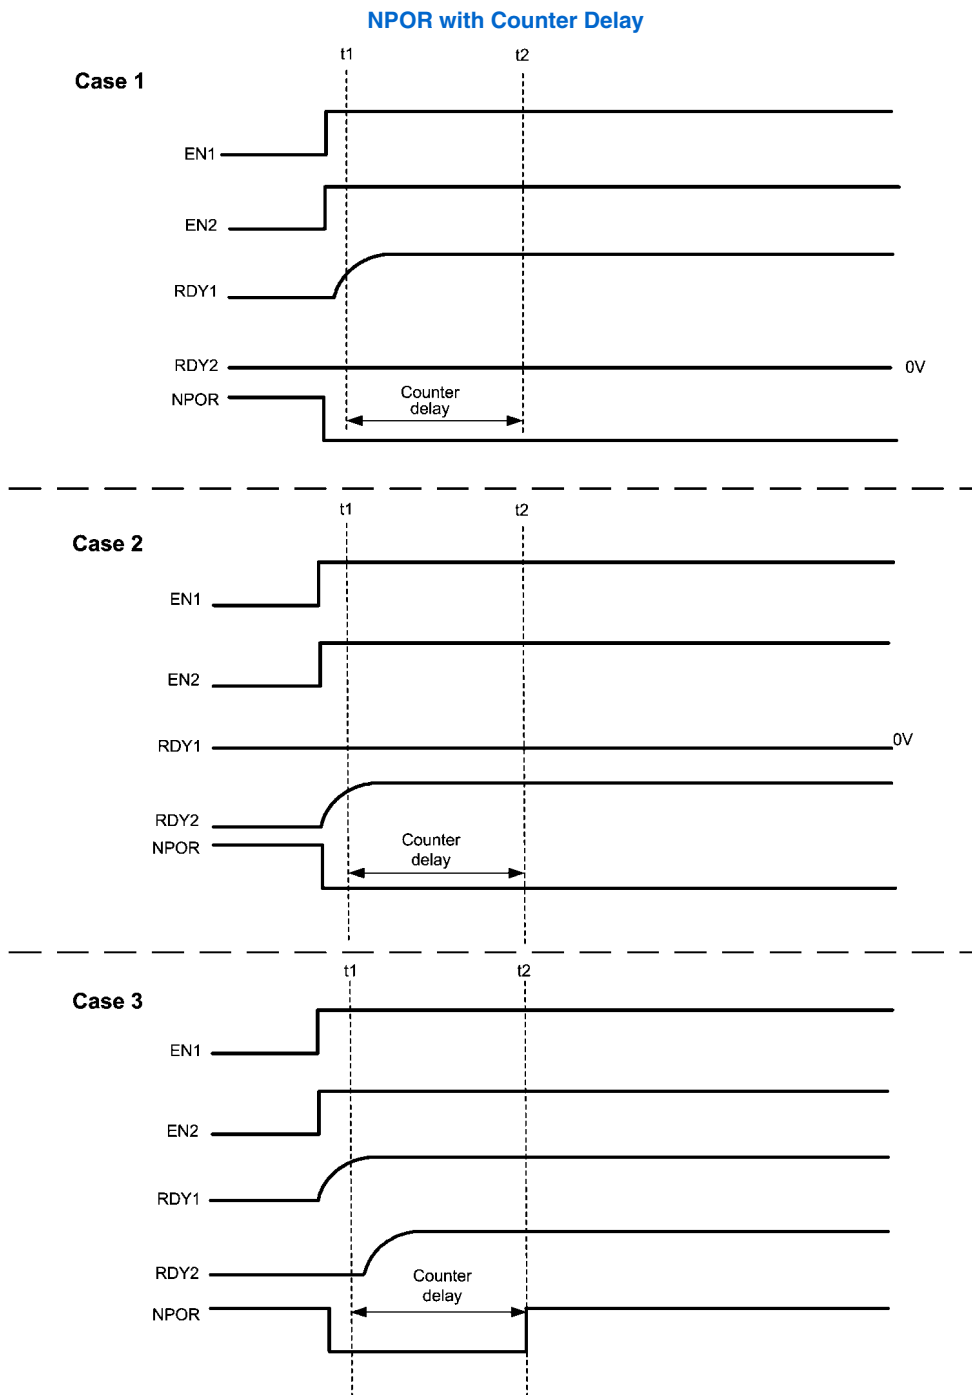 NPOR with Counter Delay
t1 t2
Case 1
EN1
EN2
RDY1
RDY2 0V
NPOR
Counter
delay
t1 t2
Case 2
EN1
EN2
RDY1 0V
RDY2
NPOR
Counter
delay
t1 t2
Case 3
EN1
EN2
RDY1
RDY2
Counter
delay
NPOR